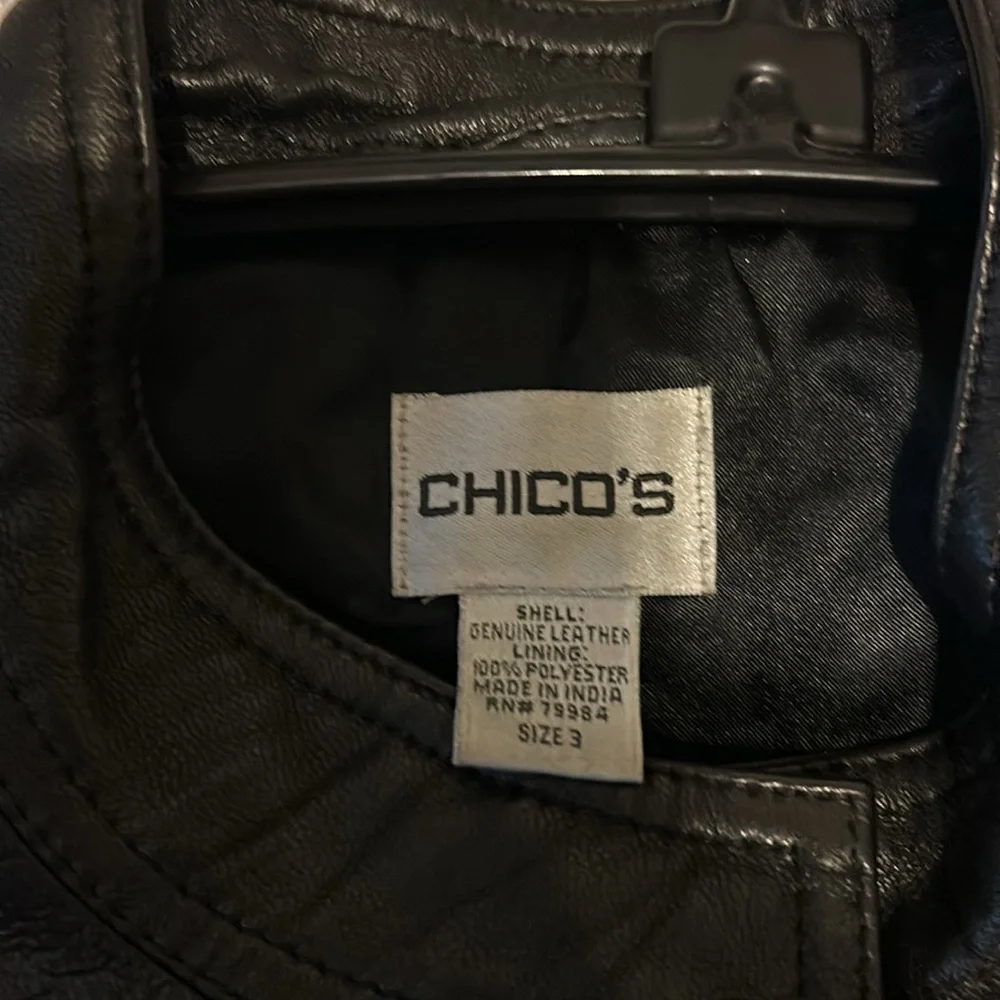 CHICO'S
SHELL:
GENUINE LEATHER
LINING:
100% POLYESTER
MADE IN INDIA
RN# 79984
SIZE 3